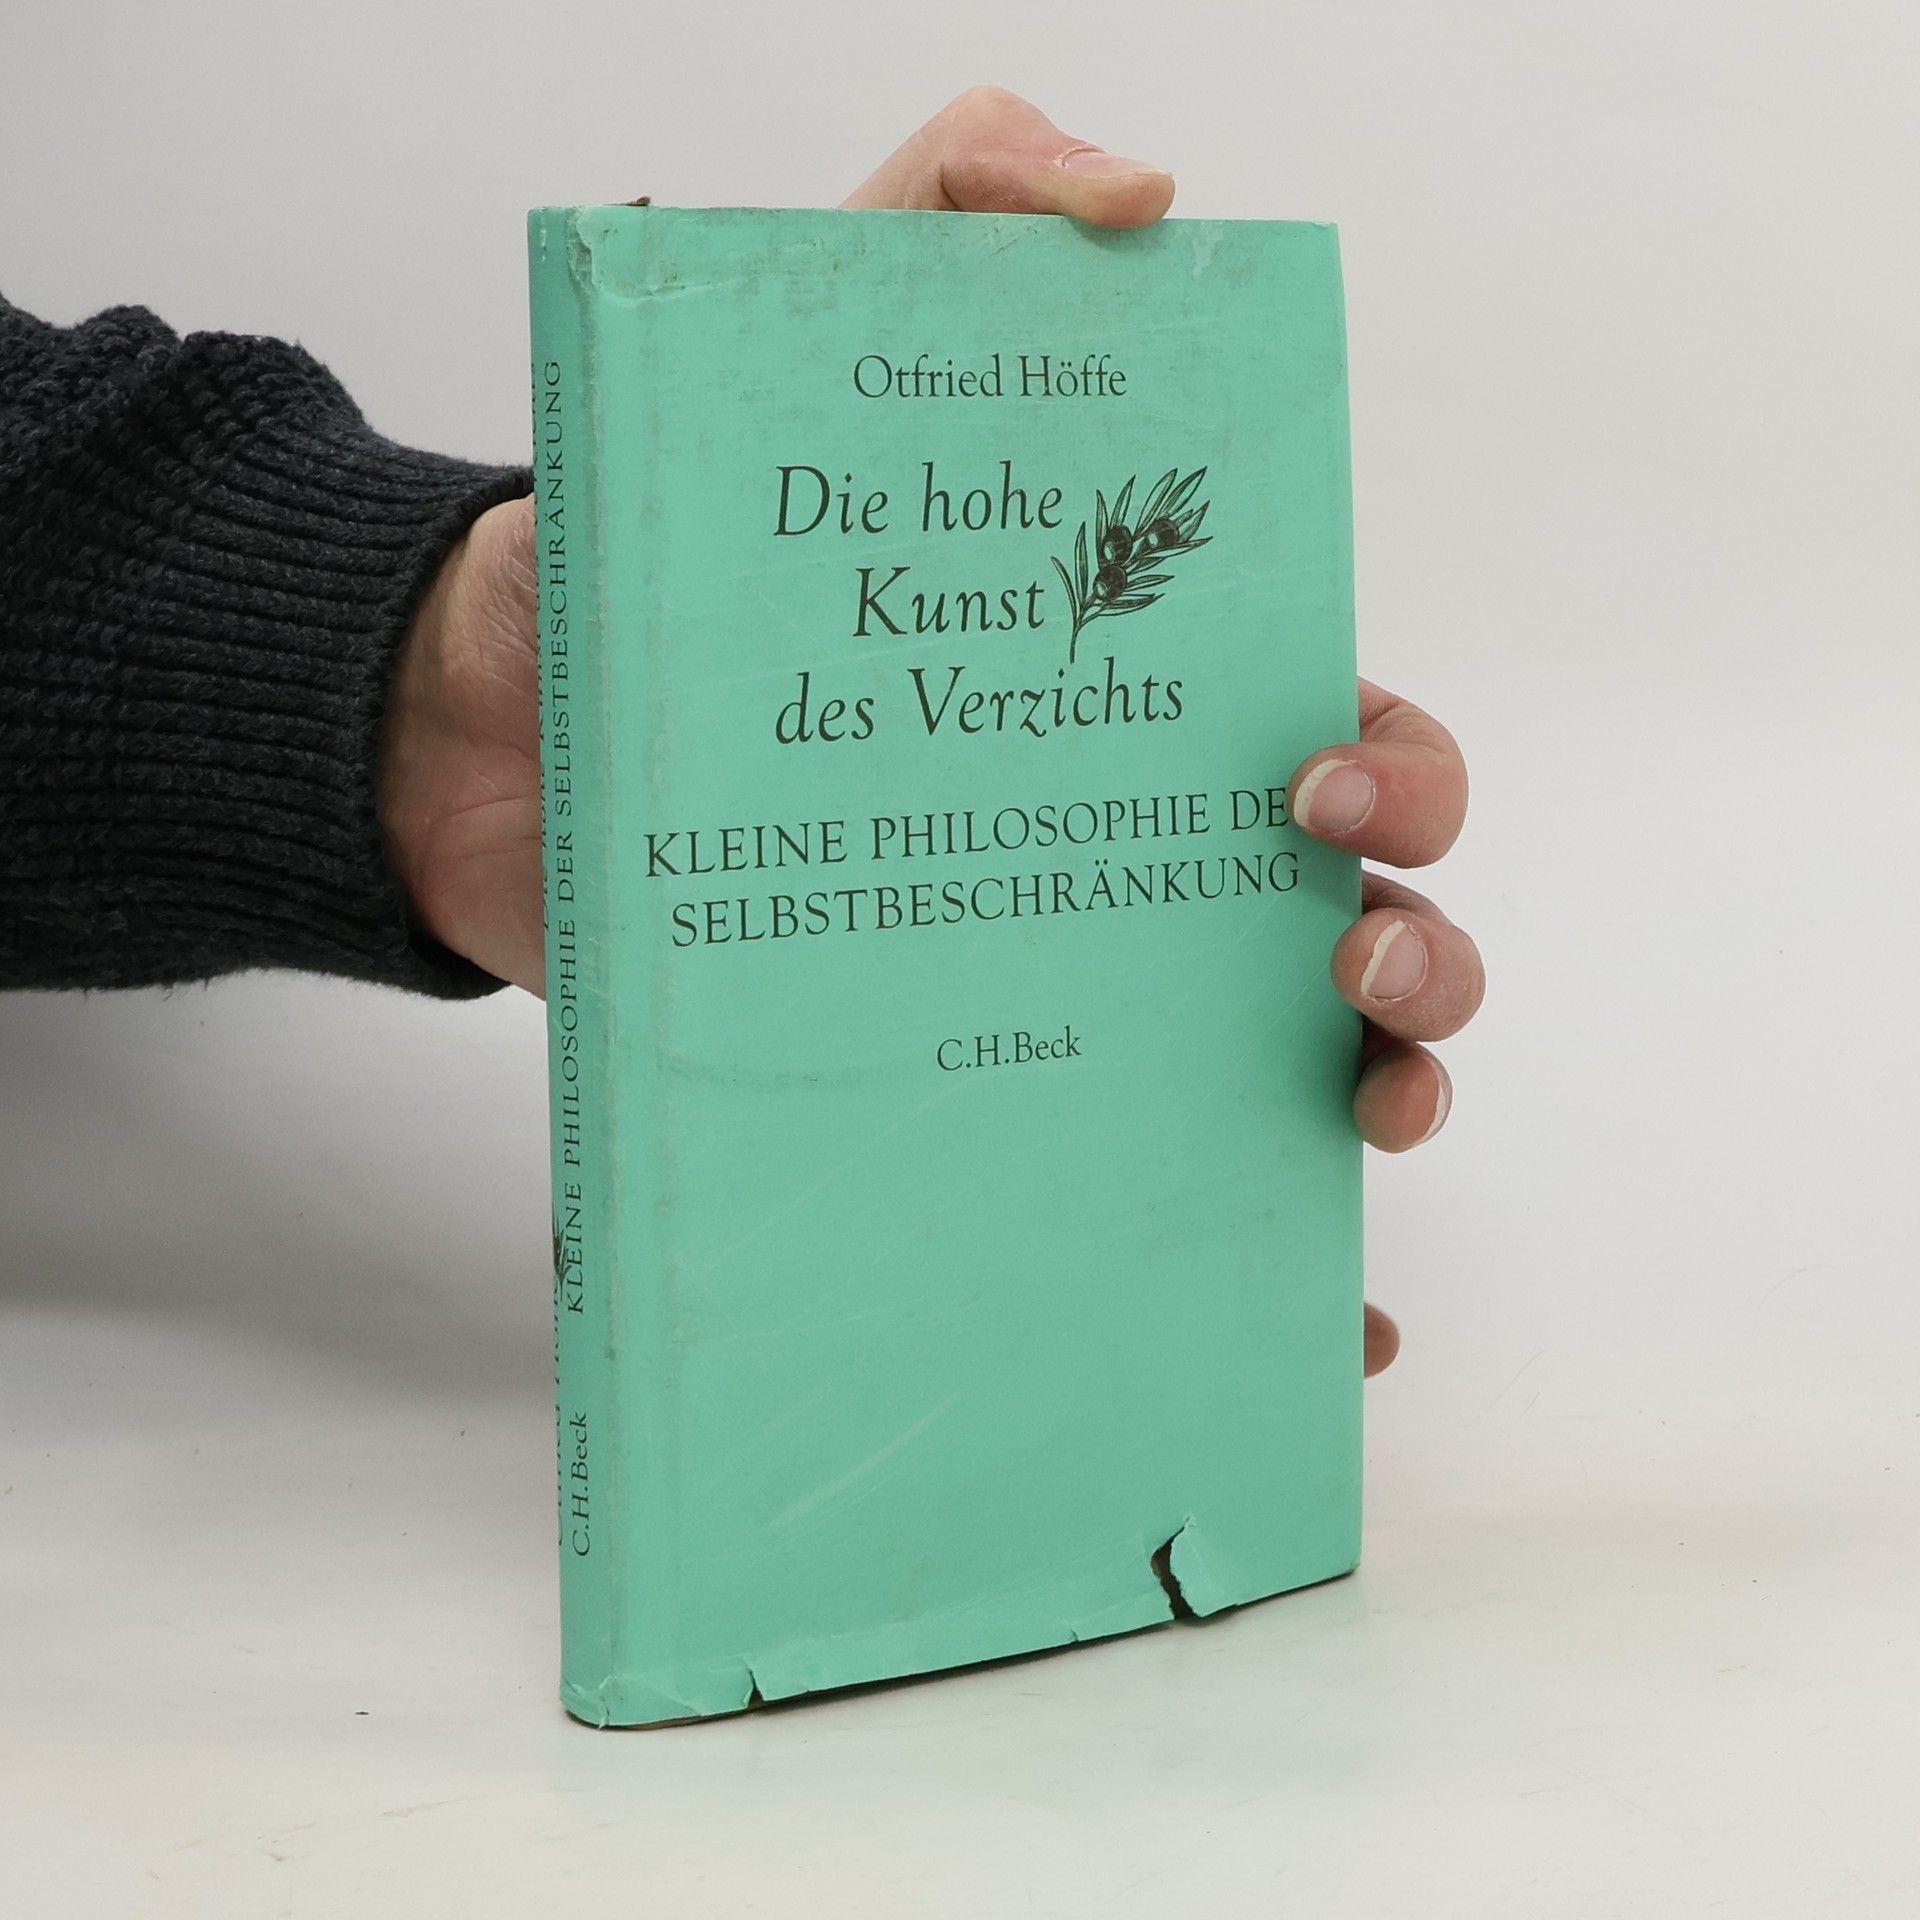 Otfried Höffe
Die hohe
Kunst
des Verzichts
KLEINE PHILOSOPHIE DE
SELBSTBESCHRÄNKUNG
C.H.Beck
KLEINE PHILOSOPHIE DER SELBSTBESCHRÄNKUNG
C.H.Beck